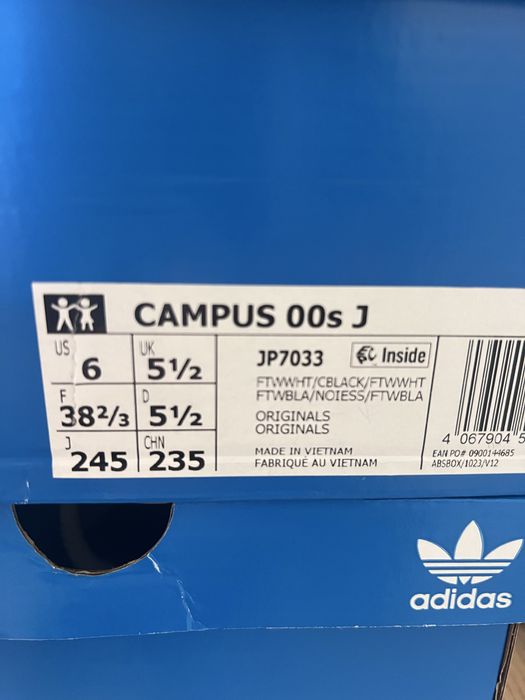 CAMPUS 00s J
US 6
UK 5½
F 38⅔
D 5½
J 245
CHN 235
JP7033
Inside
FTWWHT/CBLACK/FTWWHT
FTWBLA/NOIESS/FTWBLA
ORIGINALS
ORIGINALS
MADE IN VIETNAM
FABRIQUÉ AU VIETNAM
4 067904 5
EAN PO# 0900144685
ABSBOX/1023/V12
adidas